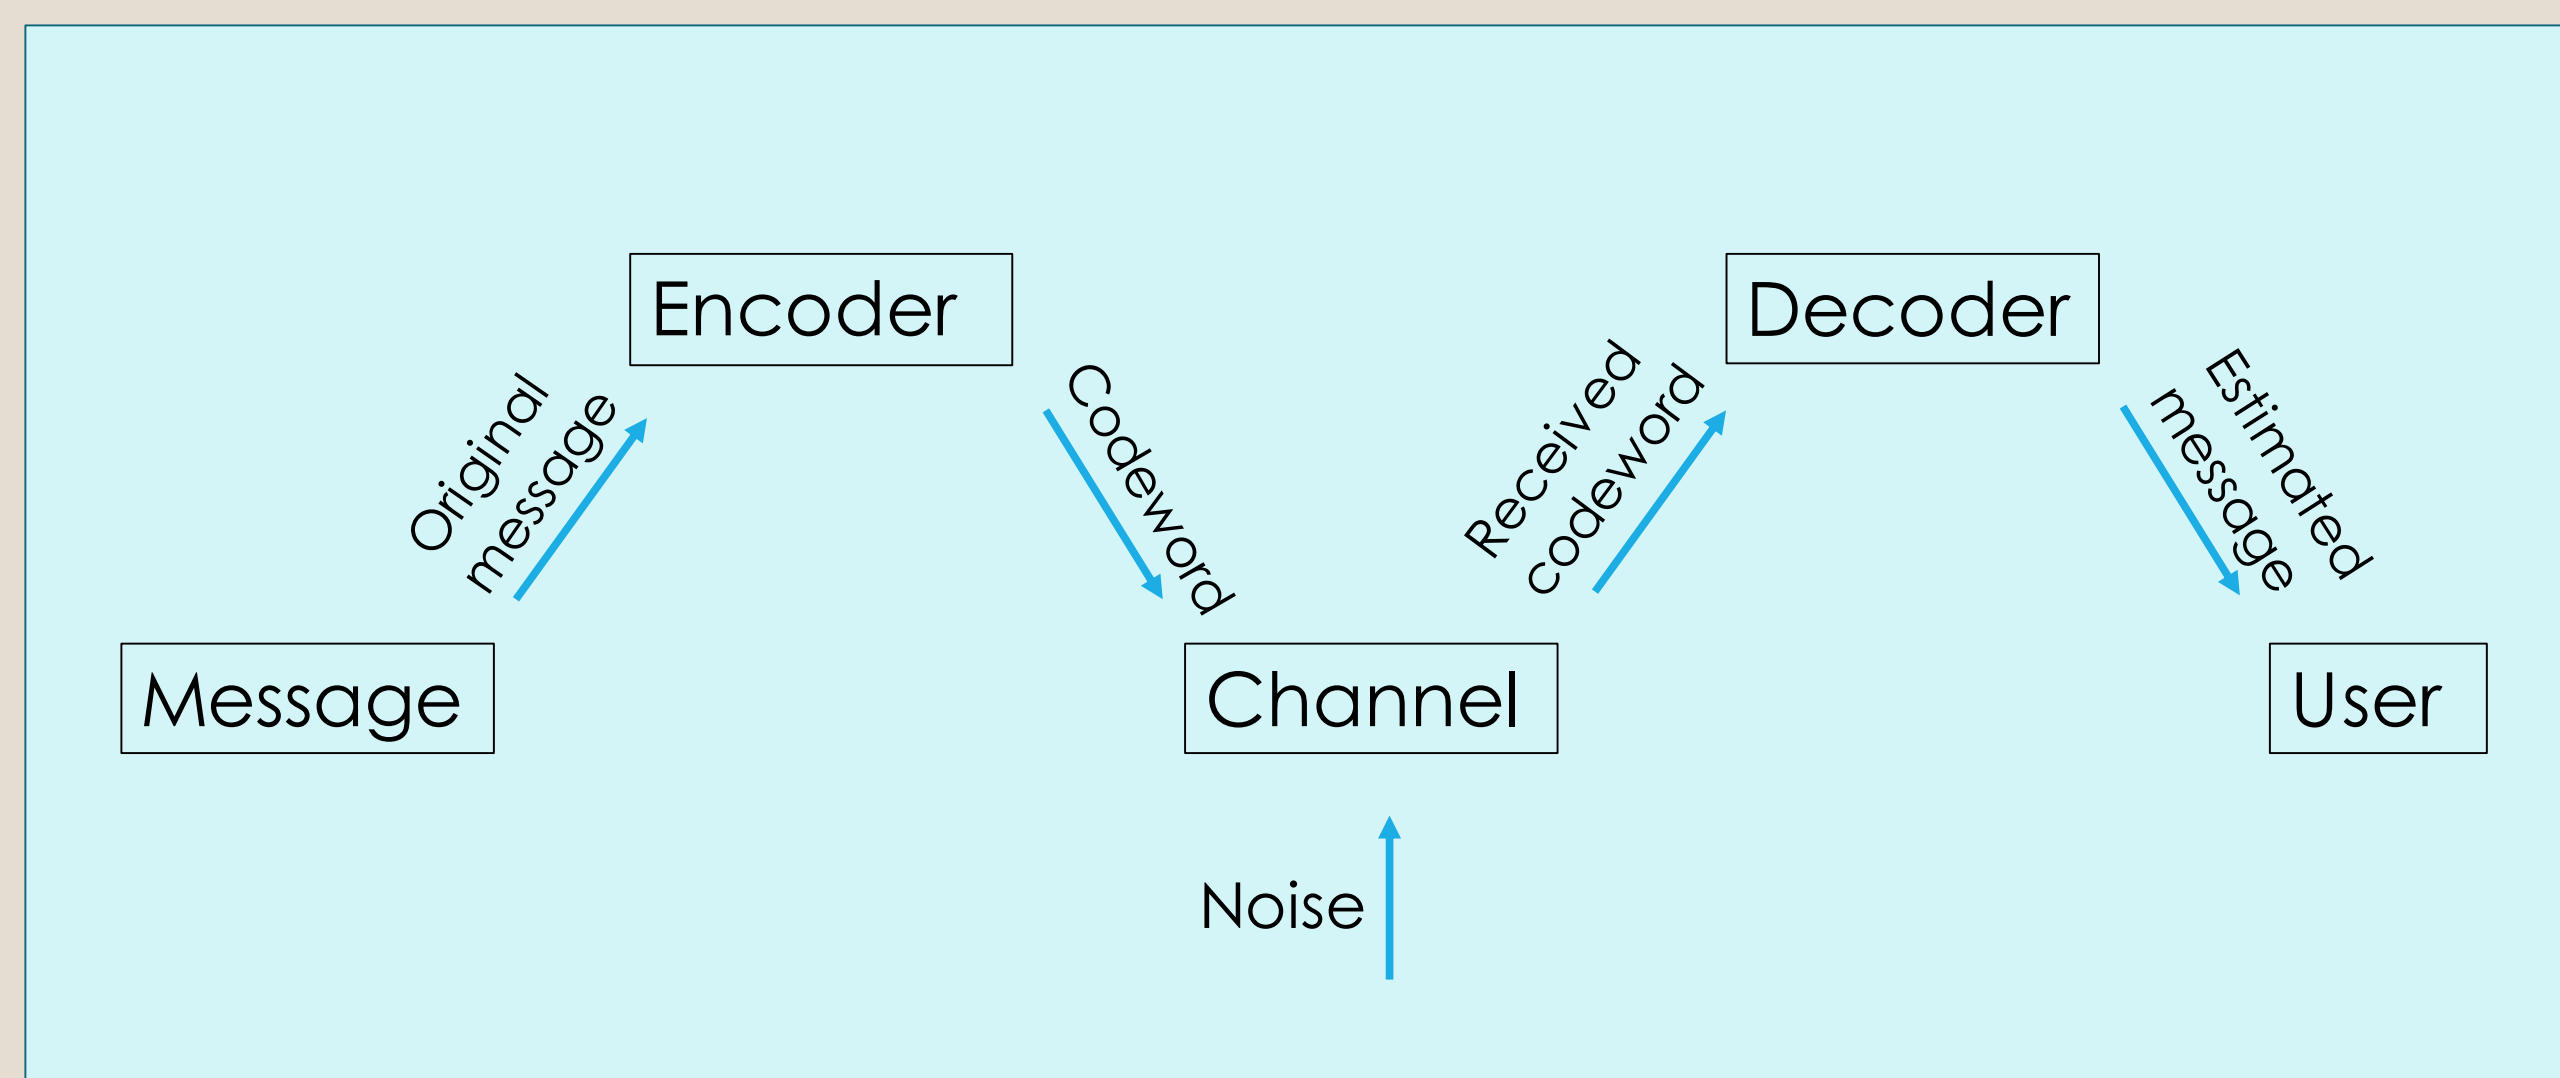 Encoder
Decoder
Original
message
Codeword
Received
codeword
Estimated
message
Message
Channel
User
Noise